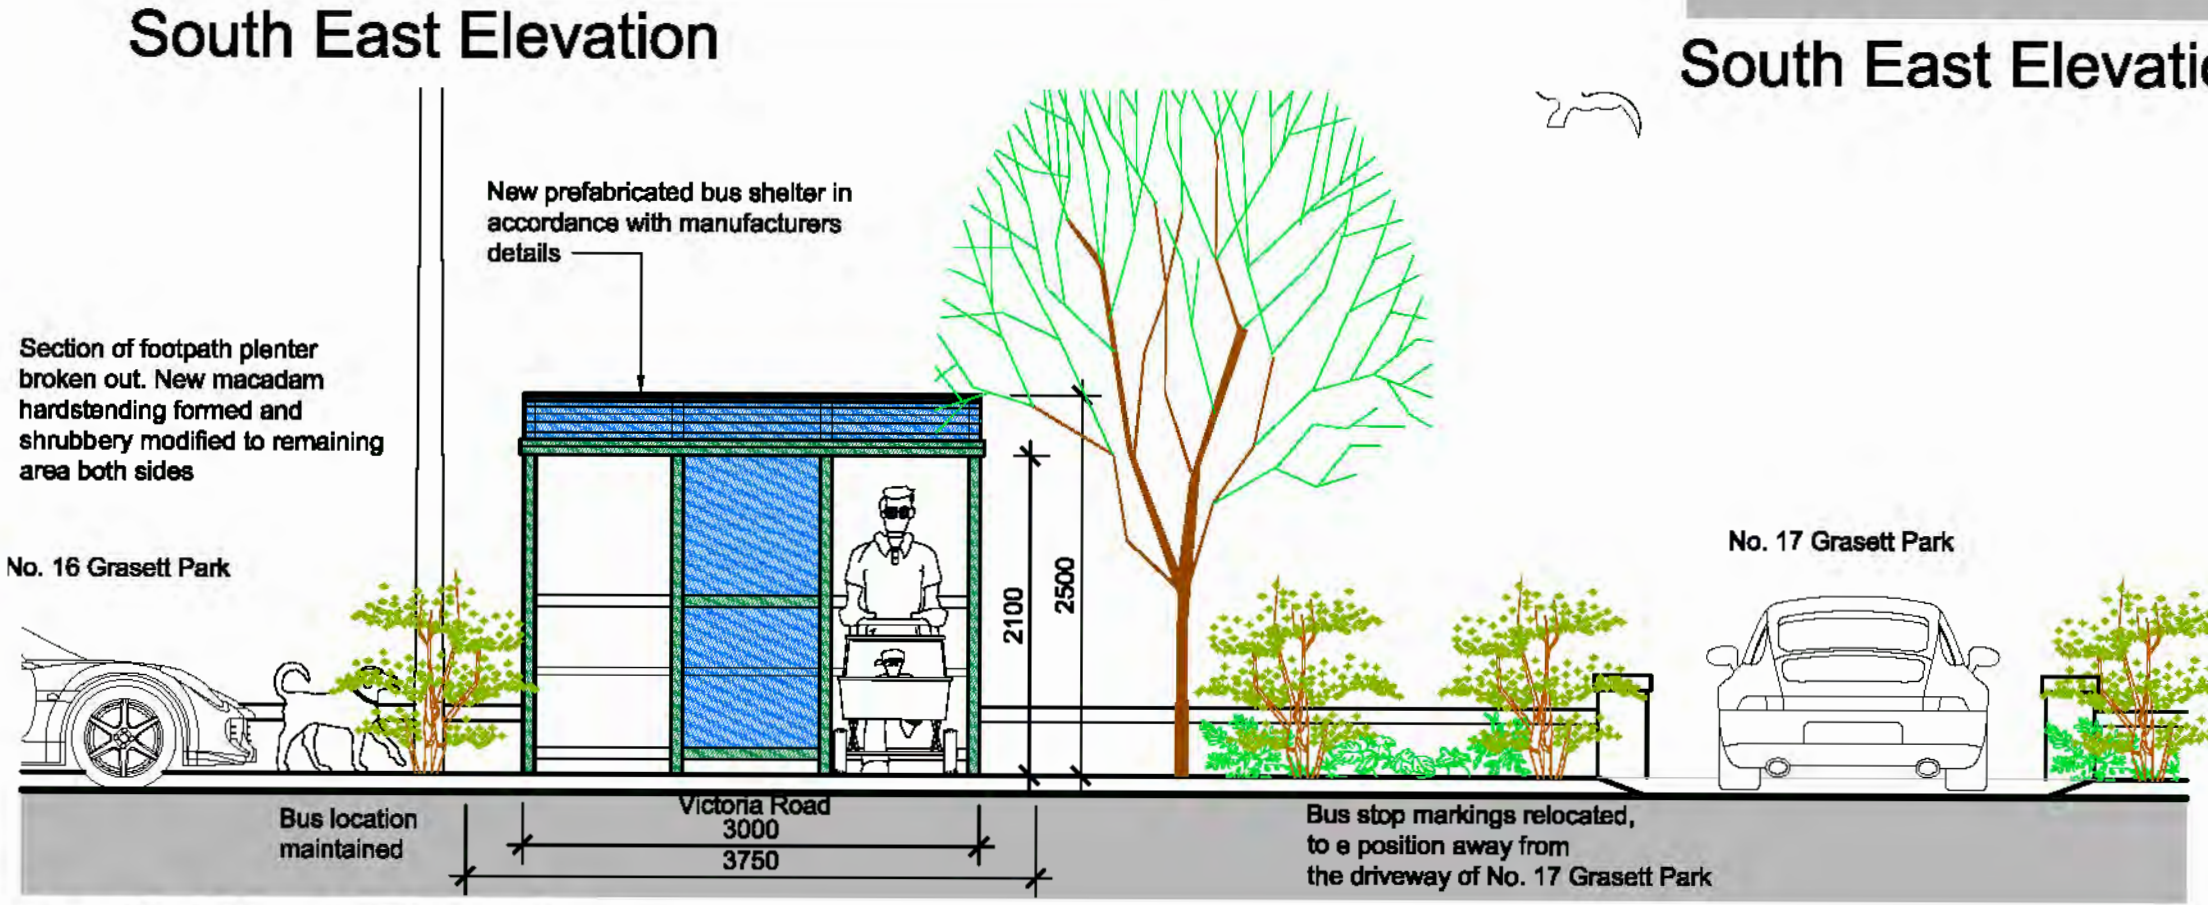 South East Elevation
South East Elevatio
New prefabricated bus shelter in
accordance with manufacturers
details
Section of footpath plenter
broken out. New macadam
hardstending formed and
shrubbery modified to remaining
area both sides
No. 16 Grasett Park
No. 17 Grasett Park
2100
2500
Victoria Road
3000
3750
Bus location
maintained
Bus stop markings relocated,
to e position away from
the driveway of No. 17 Grasett Park